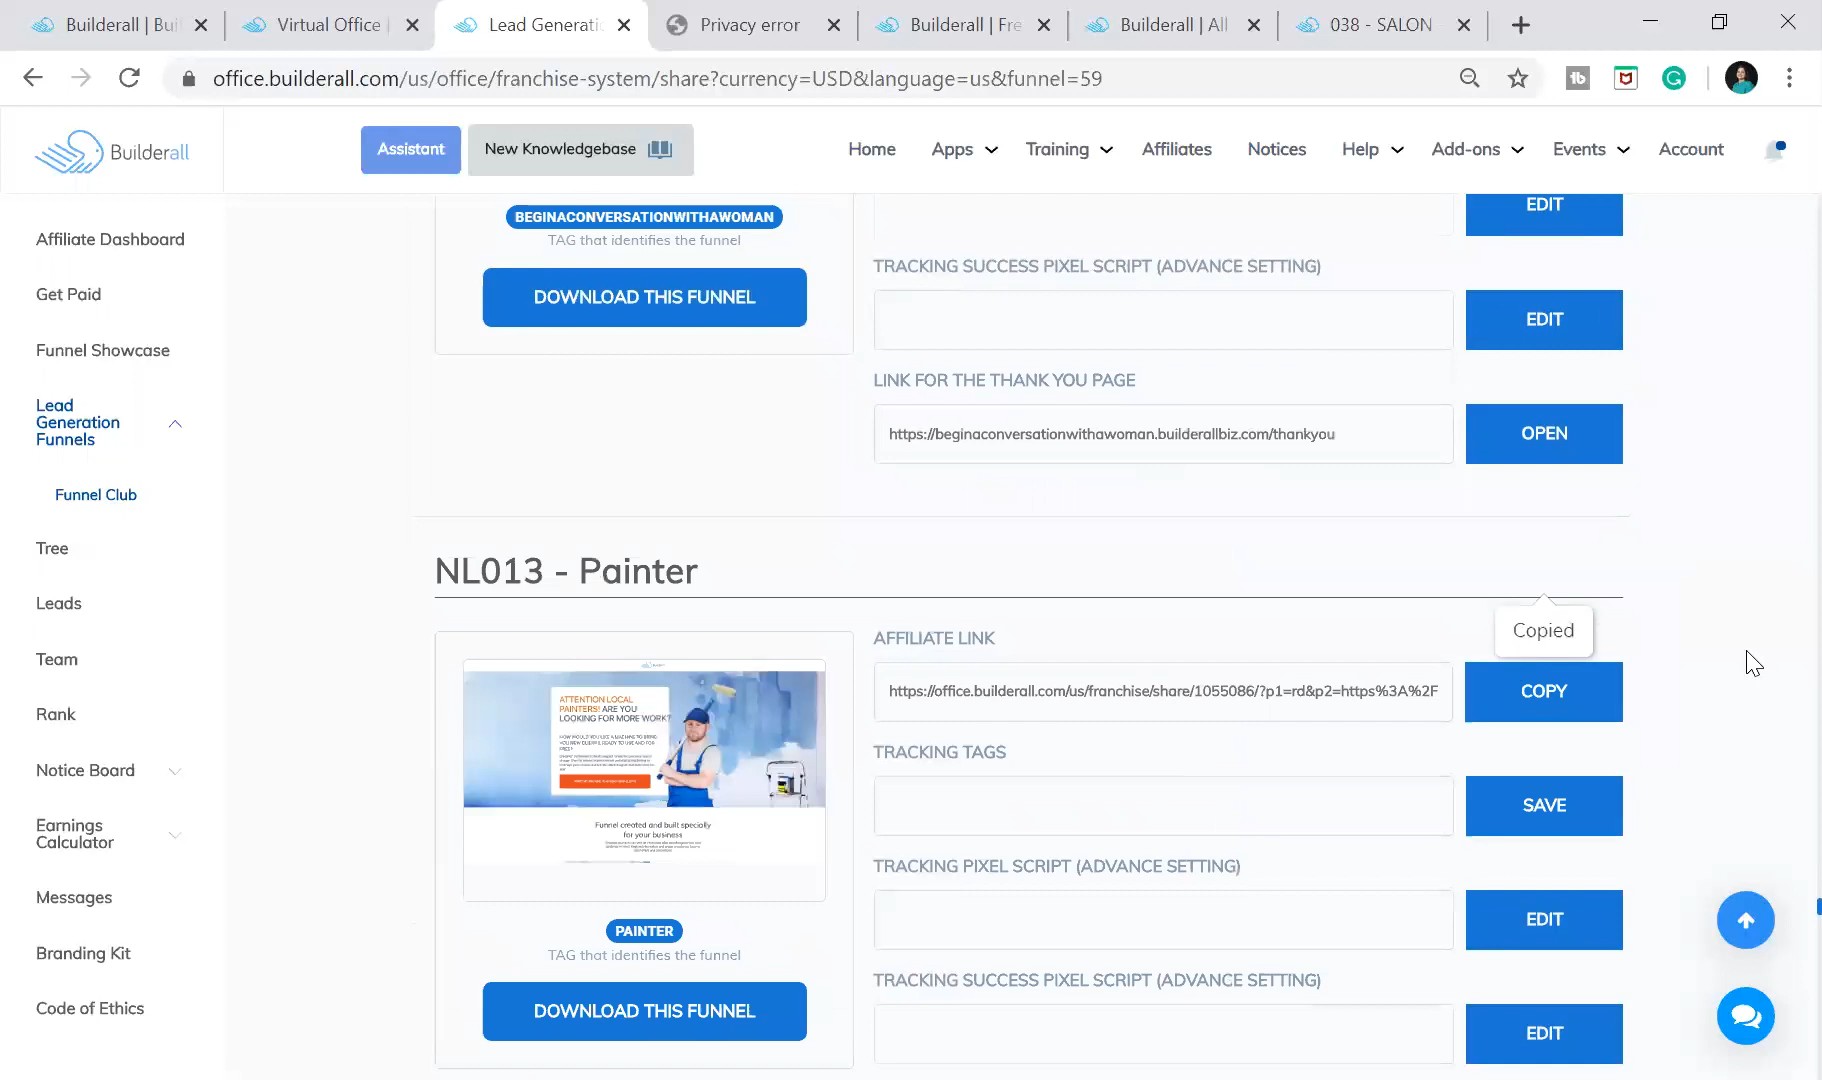 Builderall | Bui
Virtual Office |
Lead Generatio
Privacy error
Builderall | Fre
Builderall | All
038 - SALON
office.builderall.com/us/office/franchise-system/share?currency=USD&language=us&funnel=59
Builderall
Assistant
New Knowledgebase
Home
Apps
Training
Affiliates
Notices
Help
Add-ons
Events
Account
Affiliate Dashboard
Get Paid
Funnel Showcase
Lead
Generation
Funnels
Funnel Club
Tree
Leads
Team
Rank
Notice Board
Earnings
Calculator
Messages
Branding Kit
Code of Ethics
BEGINACONVERSATIONWITHAWOMAN
TAG that identifies the funnel
DOWNLOAD THIS FUNNEL
EDIT
TRACKING SUCCESS PIXEL SCRIPT (ADVANCE SETTING)
EDIT
LINK FOR THE THANK YOU PAGE
https://beginaconversationwithawoman.builderallbiz.com/thankyou
OPEN
NL013 - Painter
ATTENTION LOCAL
PAINTERS! ARE YOU
LOOKING FOR MORE WORK?
Funnel created and built specially
for your business
PAINTER
TAG that identifies the funnel
DOWNLOAD THIS FUNNEL
AFFILIATE LINK
Copied
https://office.builderall.com/us/franchise/share/1055086/?p1=rd&p2=https%3A%2F
COPY
TRACKING TAGS
SAVE
TRACKING PIXEL SCRIPT (ADVANCE SETTING)
EDIT
TRACKING SUCCESS PIXEL SCRIPT (ADVANCE SETTING)
EDIT